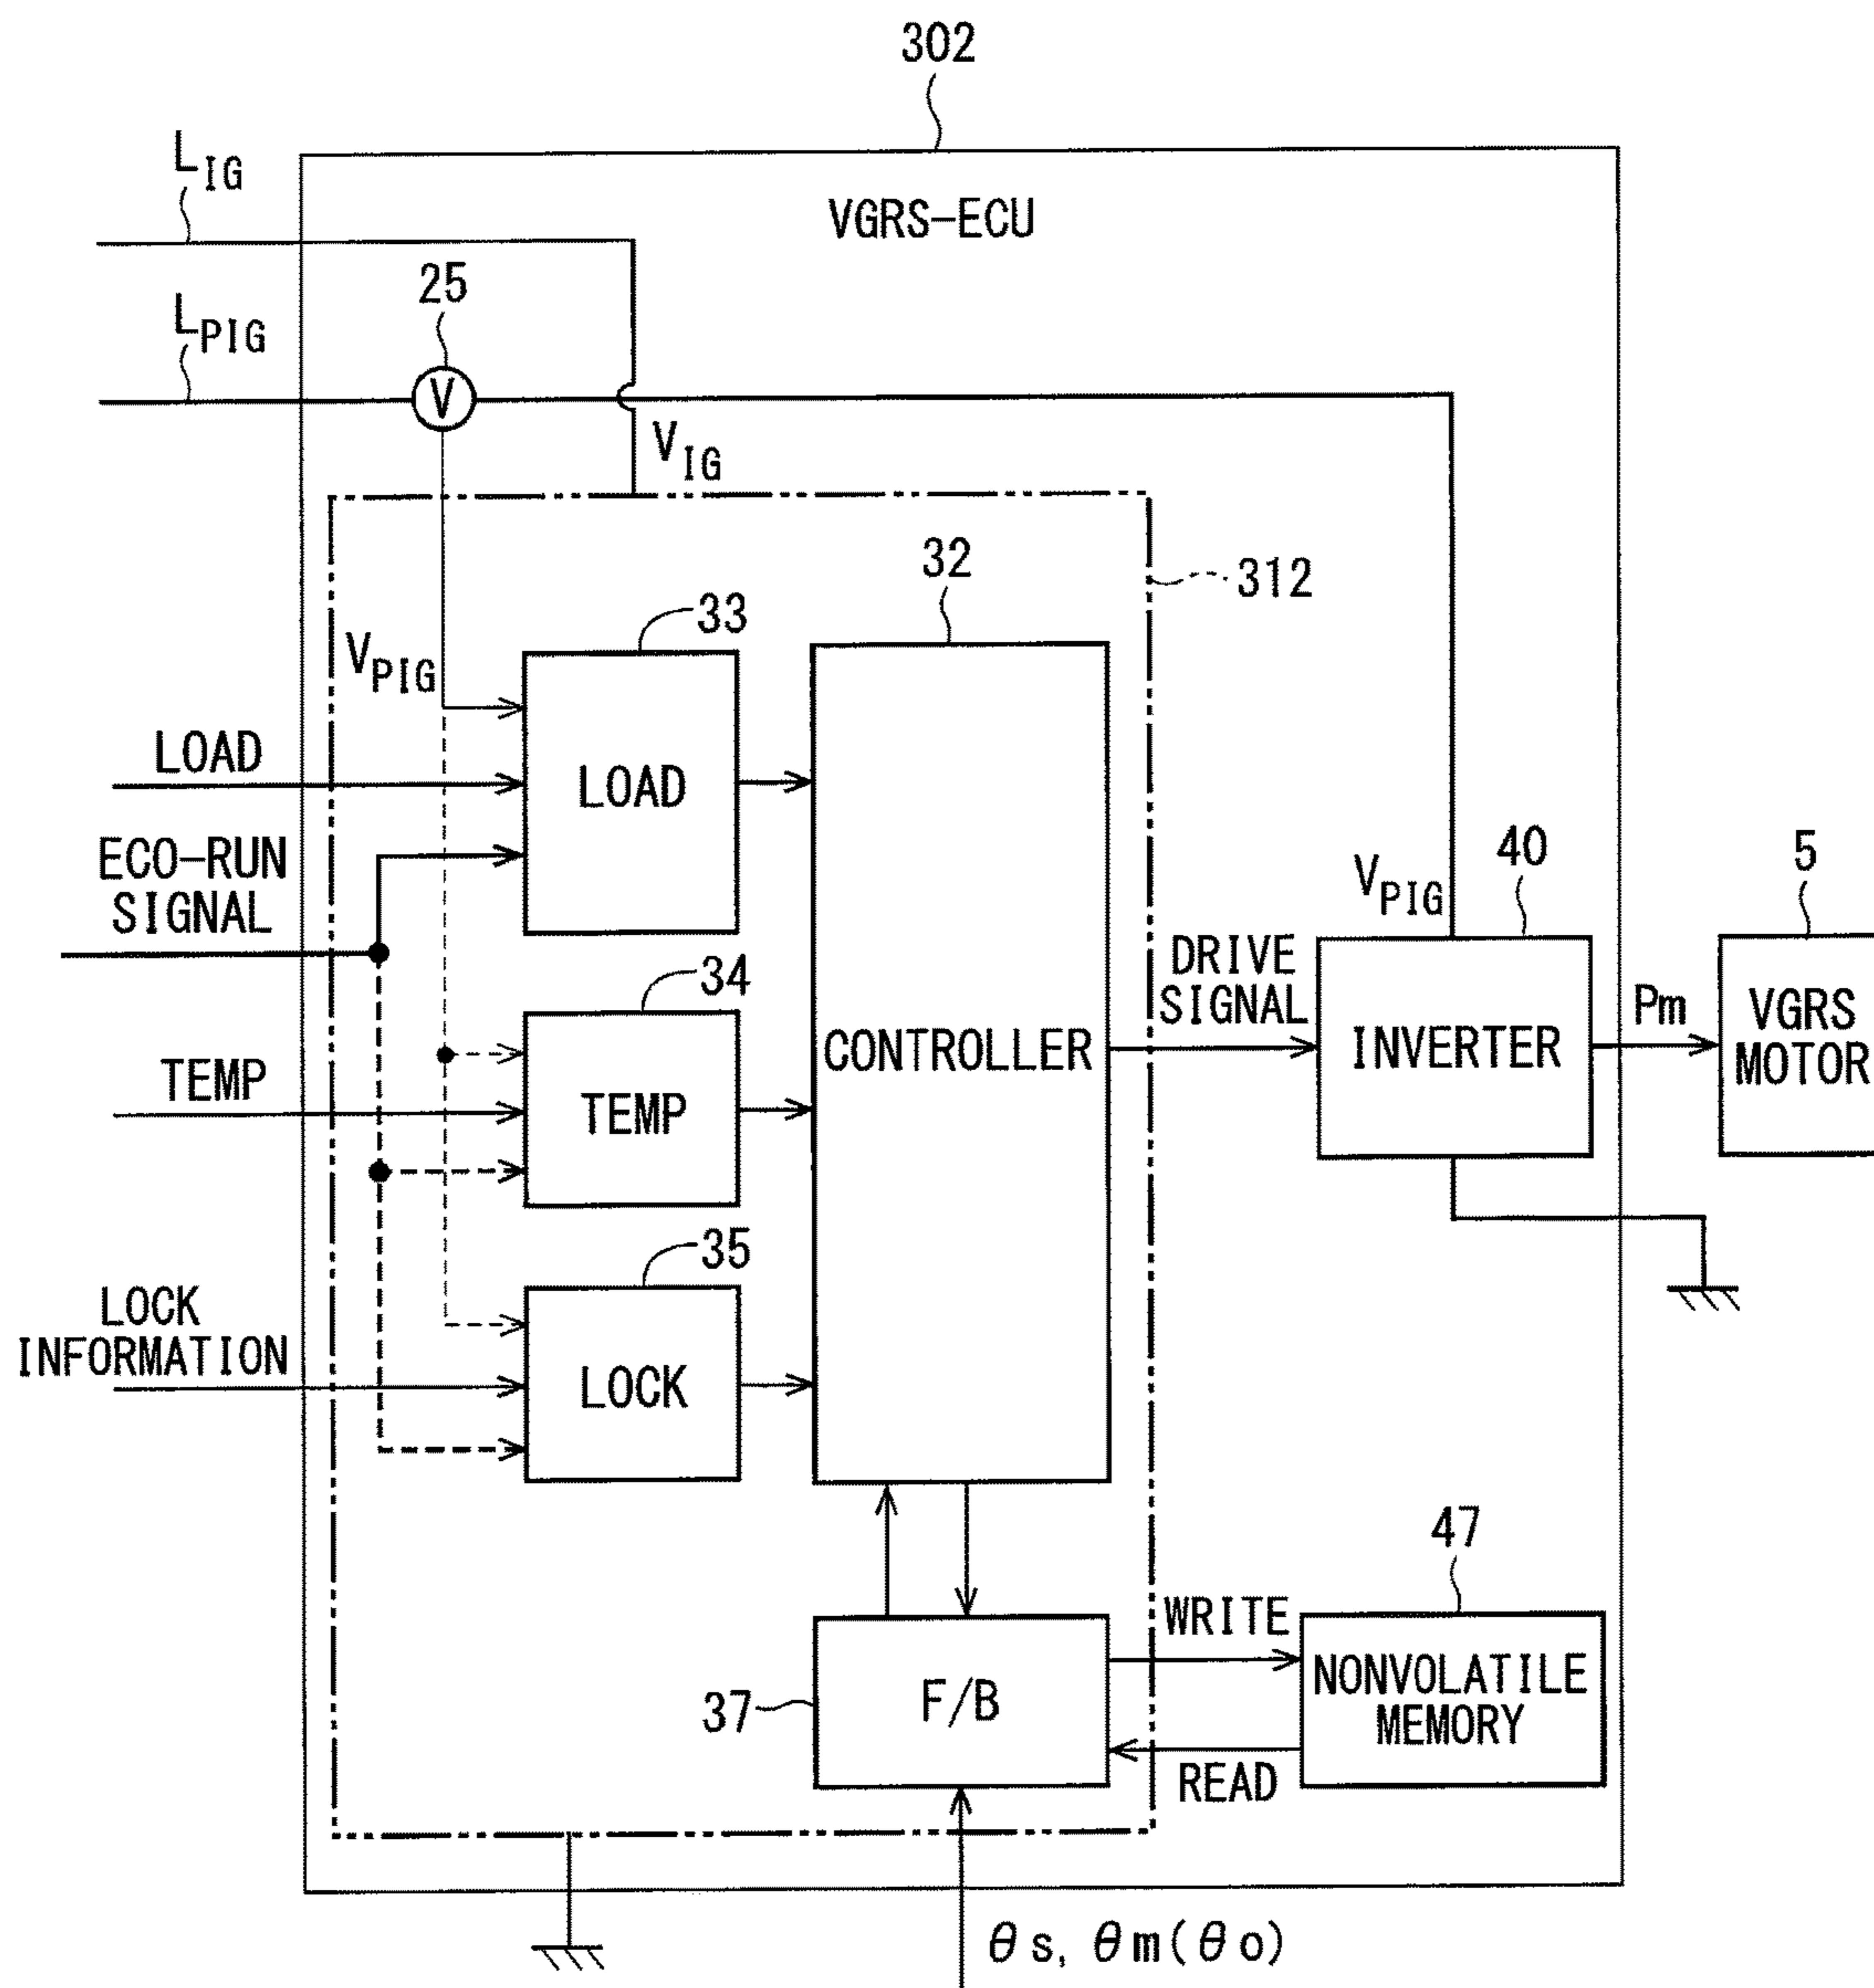 302
L_IG
VGRS-ECU
25
L_PIG
V
V_IG
32
312
33
V_PIG
LOAD
LOAD
ECO-RUN
SIGNAL
40
5
V_PIG
34
DRIVE
SIGNAL
Pm
VGRS
MOTOR
CONTROLLER
INVERTER
TEMP
TEMP
35
LOCK
INFORMATION
LOCK
47
WRITE
F/B
NONVOLATILE
MEMORY
37
READ
θs, θm(θo)